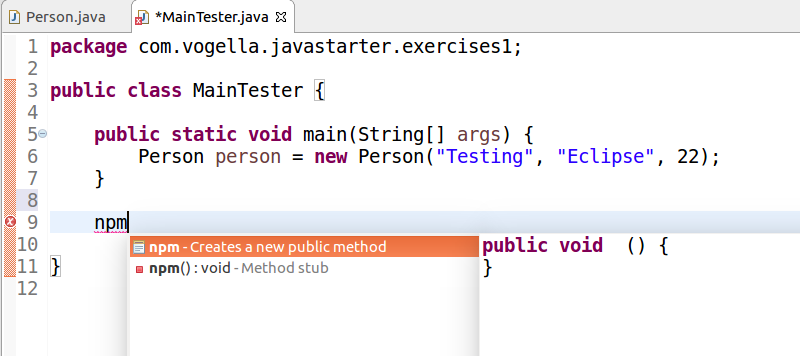 Person.java *MainTester.java
1 package com.vogella.javastarter.exercises1;
2
3 public class MainTester {
4
5 public static void main(String[] args) {
6 Person person = new Person("Testing", "Eclipse", 22);
7 }
8
9 npm
10 npm - Creates a new public method public void () {
11 } npm() : void - Method stub }
12